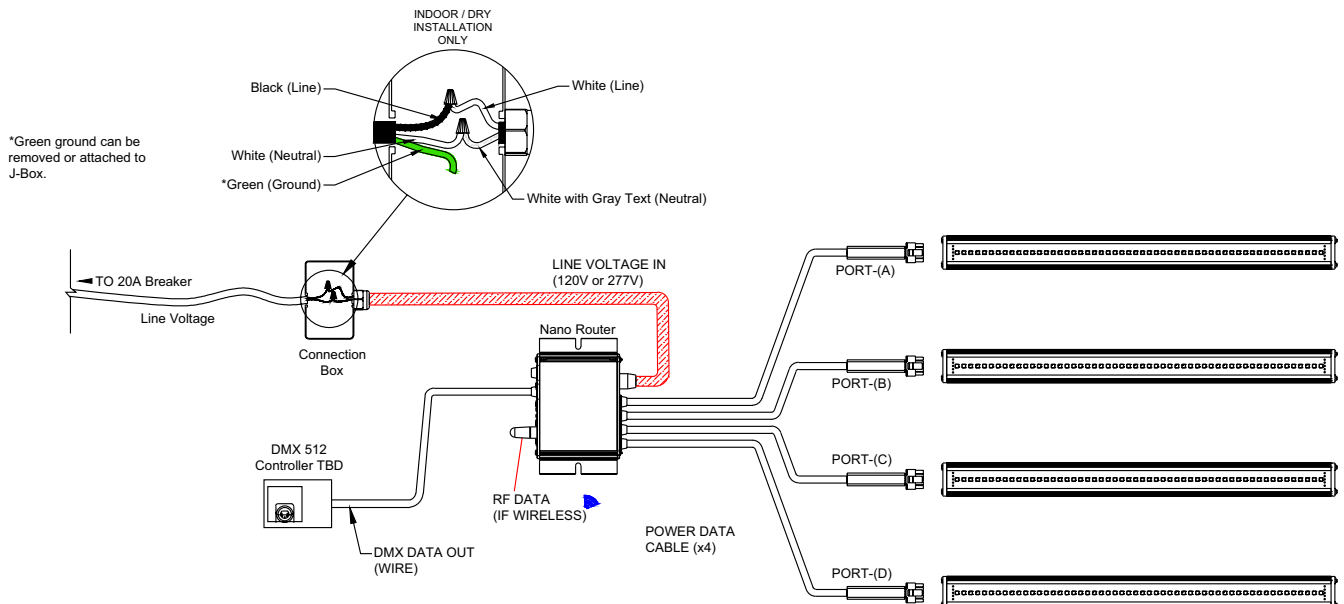 INDOOR / DRY
INSTALLATION
ONLY
Black (Line)
White (Line)
*Green ground can be
removed or attached to
J-Box.
White (Neutral)
*Green (Ground)
White with Gray Text (Neutral)
TO 20A Breaker
Line Voltage
Connection
Box
LINE VOLTAGE IN
(120V or 277V)
Nano Router
PORT-(A)
PORT-(B)
PORT-(C)
PORT-(D)
DMX 512
Controller TBD
RF DATA
(IF WIRELESS)
DMX DATA OUT
(WIRE)
POWER DATA
CABLE (x4)